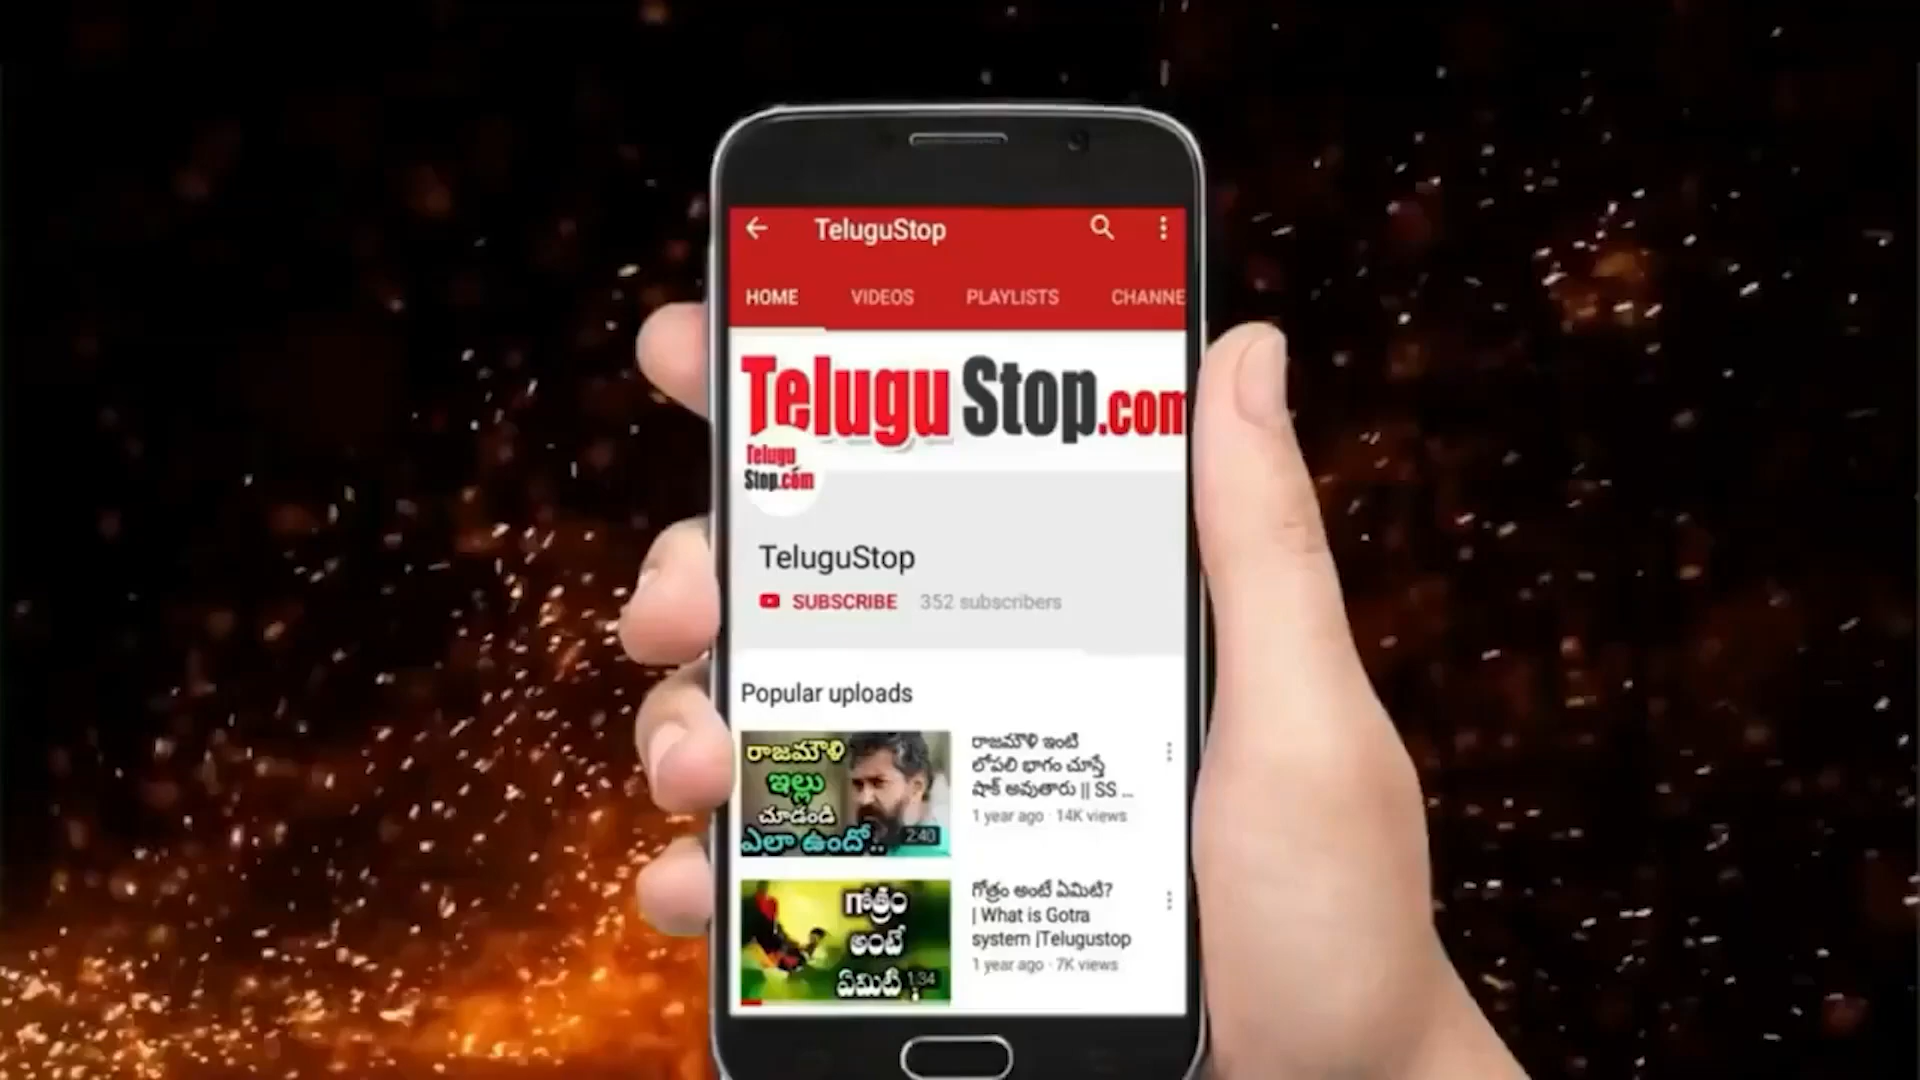 TeluguStop
HOME VIDEOS PLAYLISTS CHANNE
Telugu Stop.com
Telugu
Stop.com
TeluguStop
SUBSCRIBE 352 subscribers
Popular uploads
రాజమౌళి
ఇల్లు
చూడండి
ఎలా ఉందో..
2:40
రాజమౌళి ఇంటి
లోపలి భాగం చూస్తే
షాక్ అవుతారు || SS ...
1 year ago · 14K views
గోత్రం
అంటే
ఏమిటి ?
1:34
గోత్రం అంటే ఏమిటి?
| What is Gotra
system |Telugustop
1 year ago · 7K views